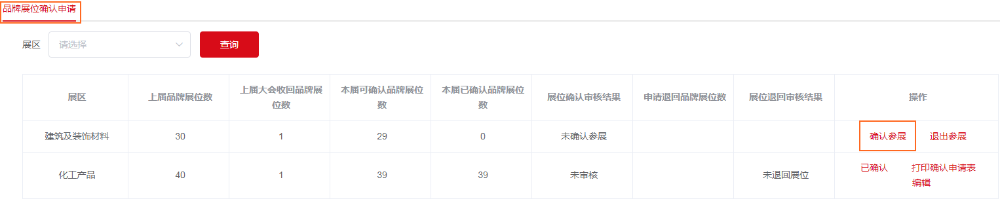 品牌展位确认申请
展区 请选择 查询
展区 上届品牌展位数 上届大会收回品牌展位数 本届可确认品牌展位数 本届已确认品牌展位数 展位确认审核结果 申请退回品牌展位数 展位退回审核结果 操作
建筑及装饰材料 30 1 29 0 未确认参展 确认参展 退出参展
化工产品 40 1 39 39 未审核 未退回展位 已确认 打印确认申请表
编辑